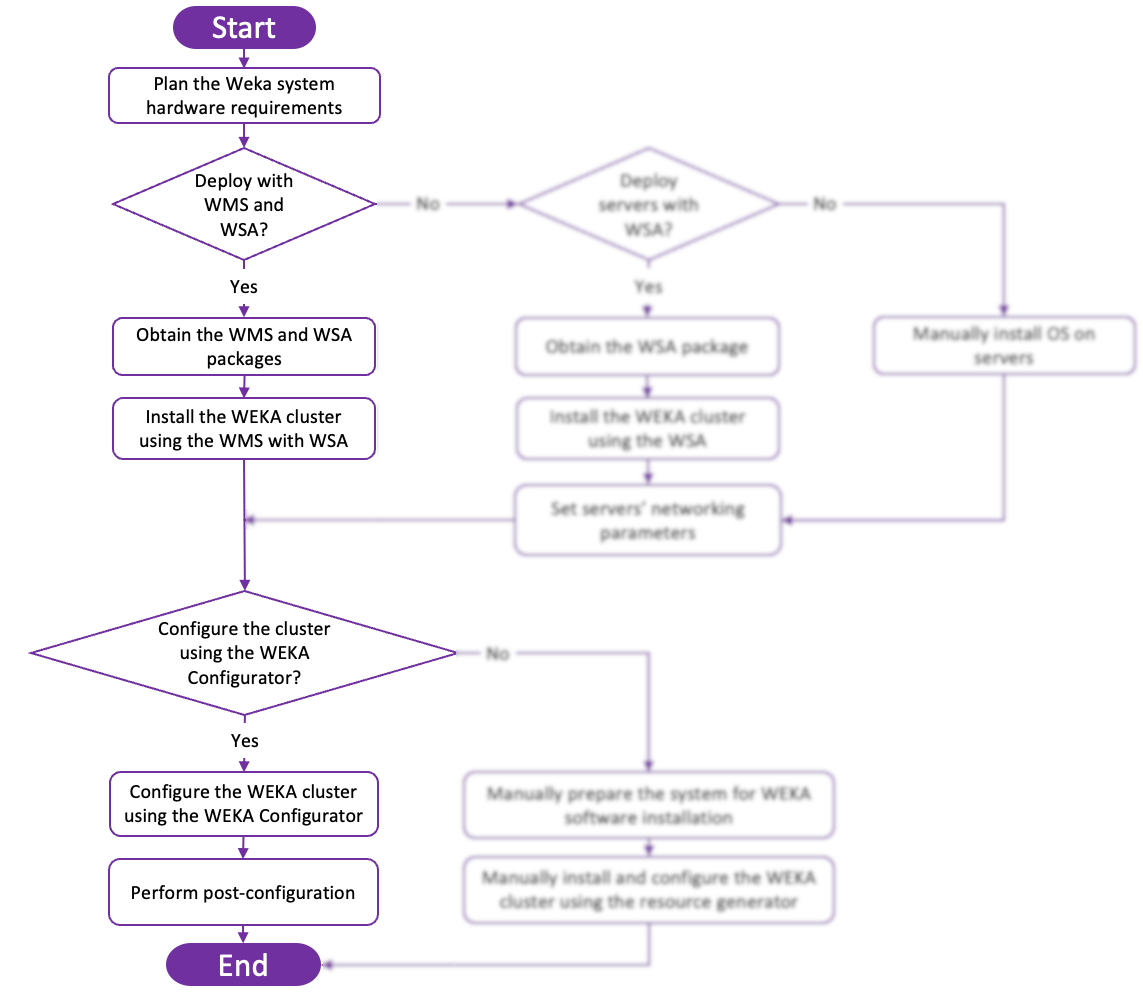 Start
Plan the Weka system
hardware requirements
Deploy with
WMS and
WSA?
No
Deploy
servers with
WSA?
No
Yes
Yes
Obtain the WMS and WSA
packages
Obtain the WSA package
Manually install OS on
servers
Install the WEKA cluster
using the WMS with WSA
Install the WEKA cluster
using the WSA
Set servers' networking
parameters
Configure the cluster
using the WEKA
Configurator?
No
Yes
Configure the WEKA cluster
using the WEKA Configurator
Manually prepare the system for WEKA
software installation
Perform post-configuration
Manually install and configure the WEKA
cluster using the resource generator
End